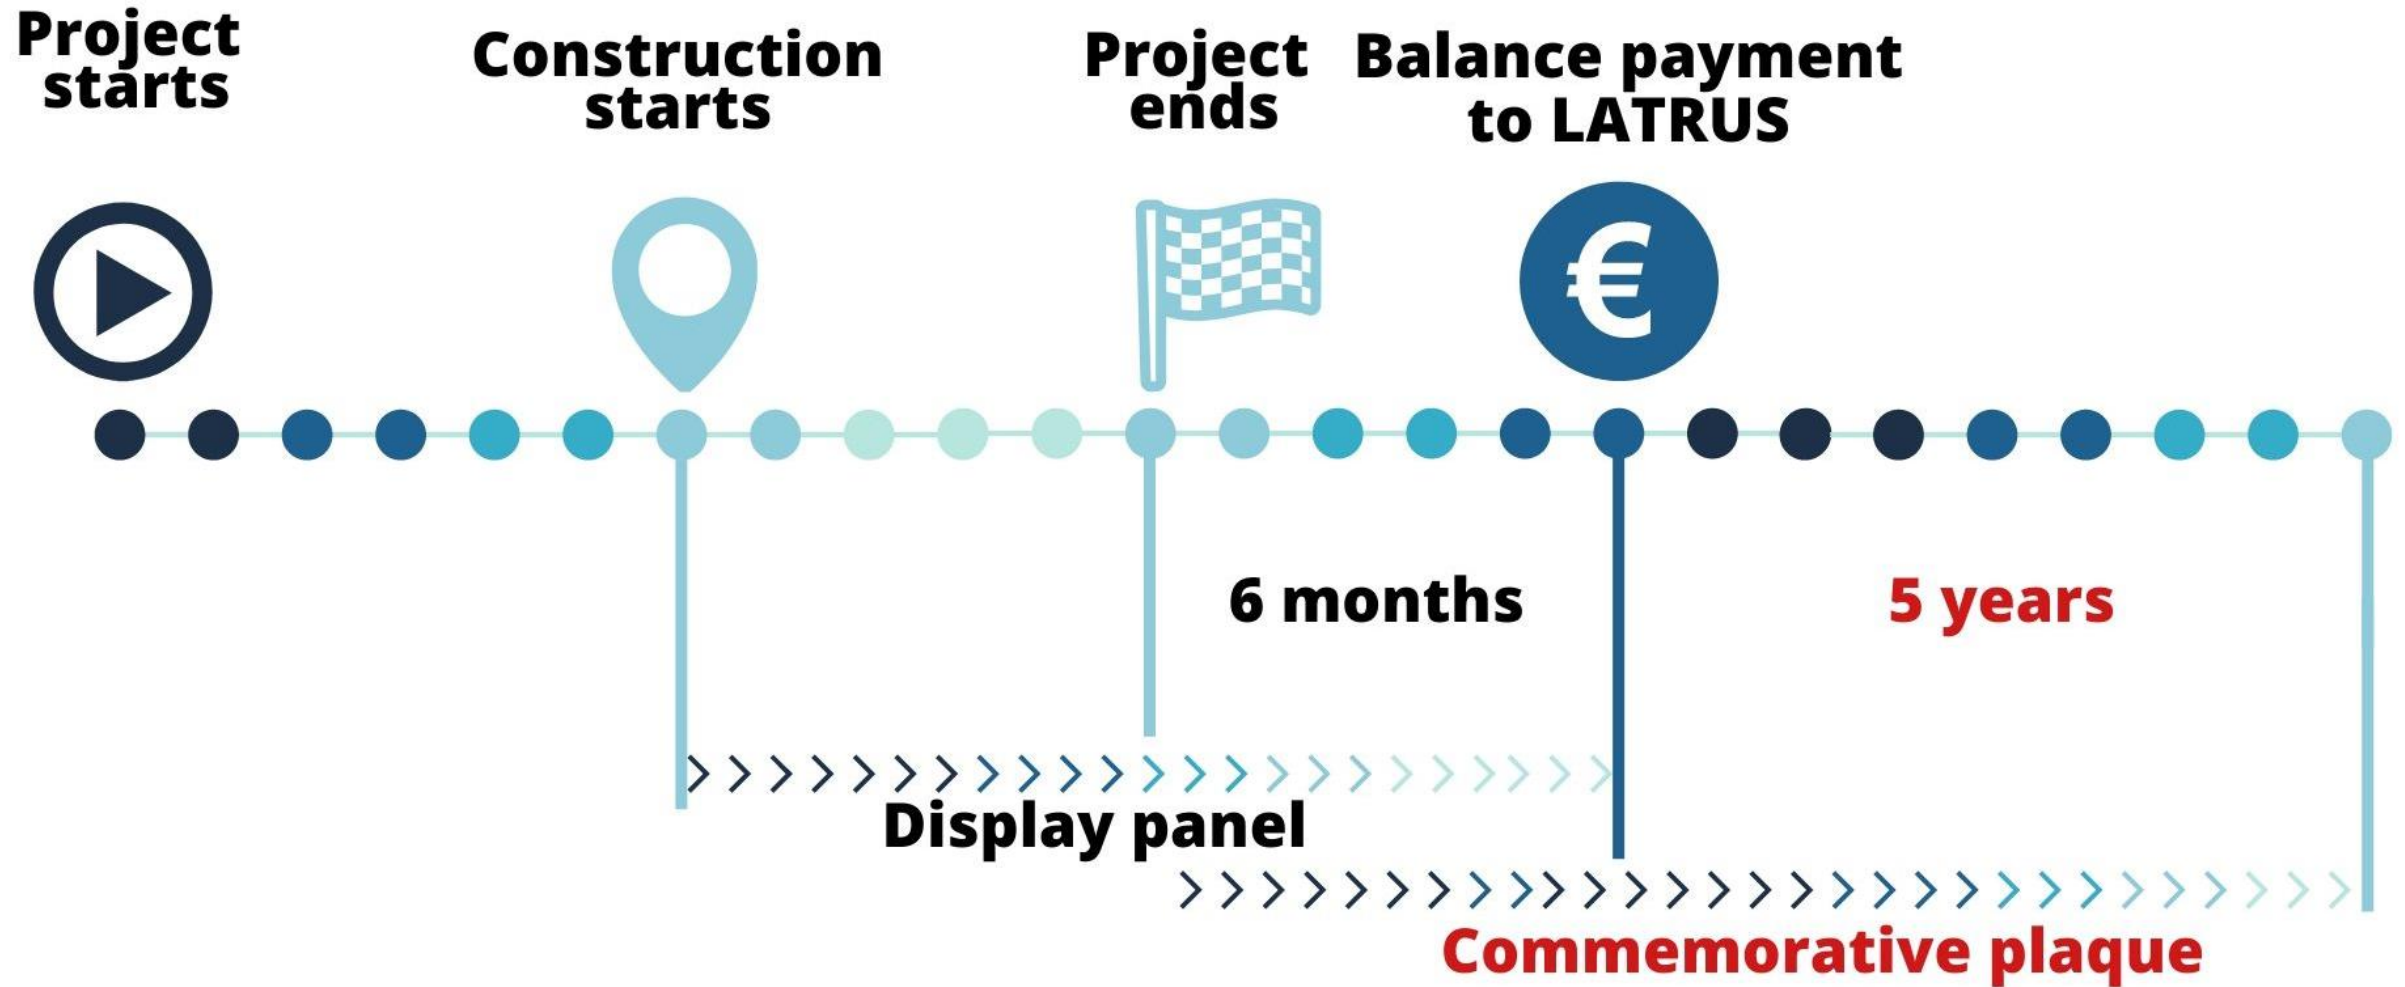 Project
starts
Construction
starts
Project
ends
Balance payment
to LATRUS
€
6 months
5 years
Display panel
Commemorative plaque